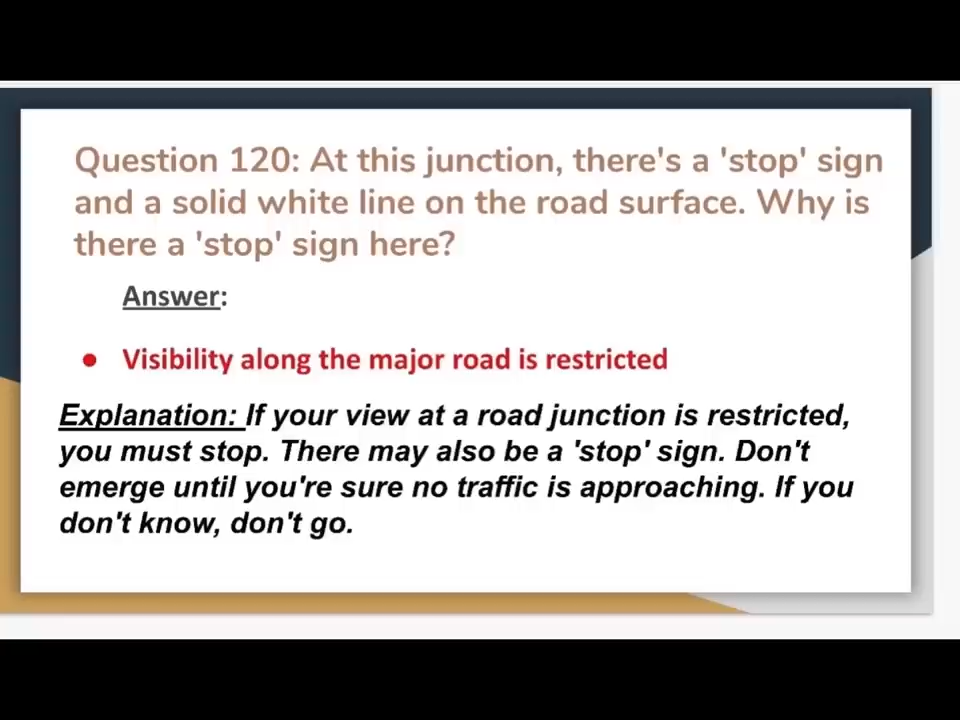 Question 120: At this junction, there's a 'stop' sign
and a solid white line on the road surface. Why is
there a 'stop' sign here?
Answer:
● Visibility along the major road is restricted
Explanation: If your view at a road junction is restricted,
you must stop. There may also be a 'stop' sign. Don't
emerge until you're sure no traffic is approaching. If you
don't know, don't go.